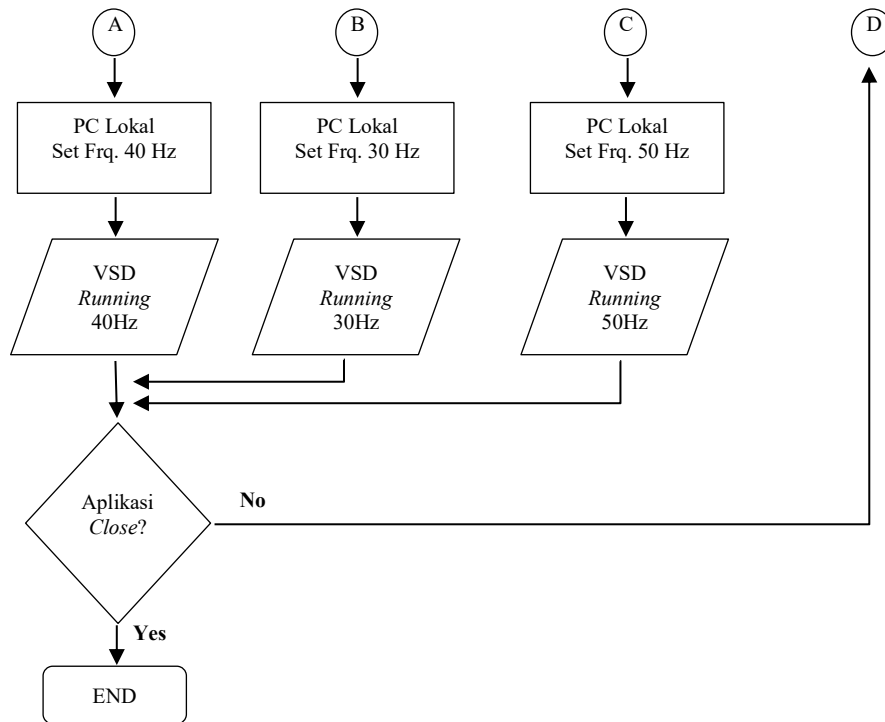 A
B
C
D
PC Lokal
Set Frq. 40 Hz
PC Lokal
Set Frq. 30 Hz
PC Lokal
Set Frq. 50 Hz
VSD
Running
40Hz
VSD
Running
30Hz
VSD
Running
50Hz
Aplikasi
Close?
No
Yes
END